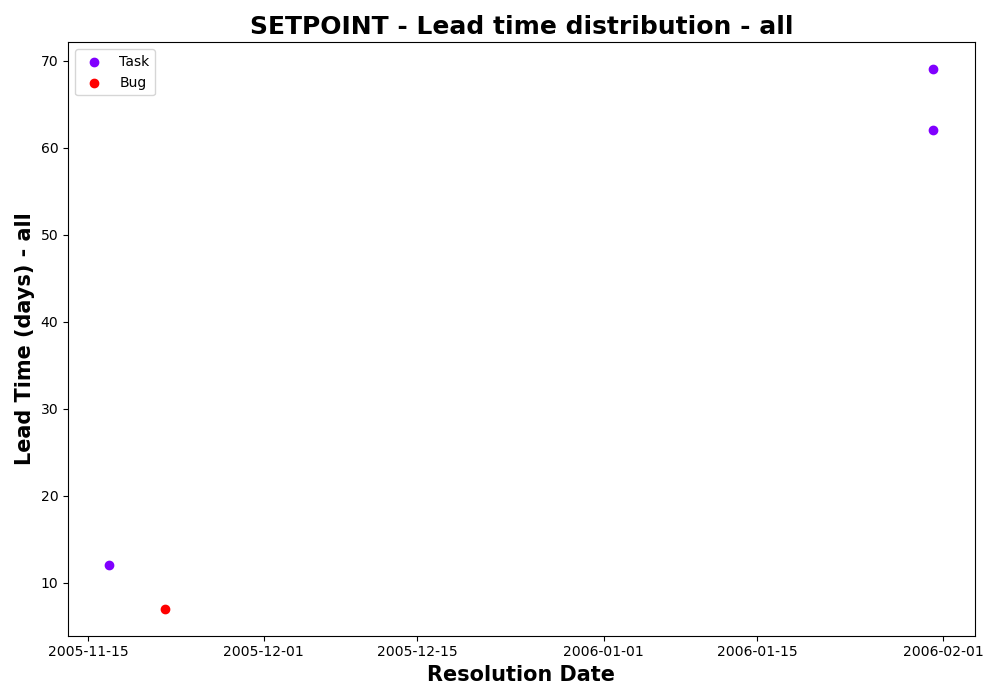 SETPOINT - Lead time distribution - all
Task
Bug
Lead Time (days) - all
70
60
50
40
30
20
10
2005-11-15
2005-12-01
2005-12-15
2006-01-01
2006-01-15
2006-02-01
Resolution Date